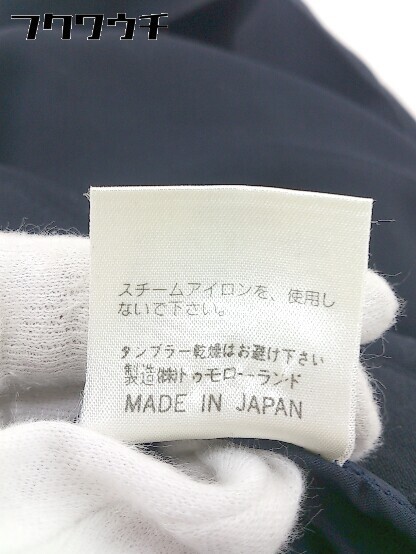 フクワウチ
スチームアイロンを、使用し
ないで下さい。
タンブラー乾燥はお避け下さい
製造㈱トゥモローランド
MADE IN JAPAN